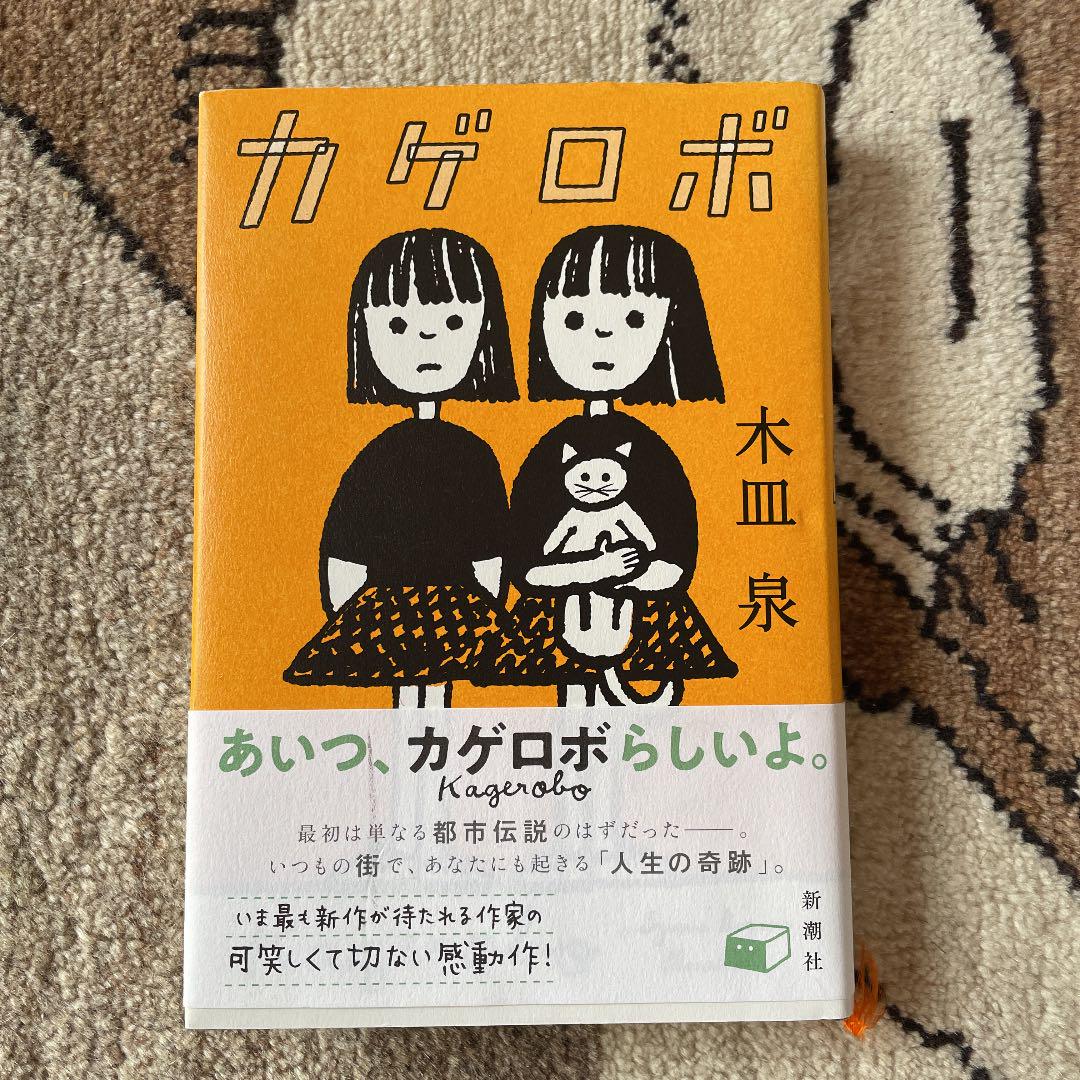 カゲロボ
木皿 泉
あいつ、カゲロボらしいよ。
Kagerobo
最初は単なる都市伝説のはずだった――。
いつもの街で、あなたにも起きる「人生の奇跡」。
いま最も新作が待たれる作家の
可笑しくて切ない感動作!
新潮社